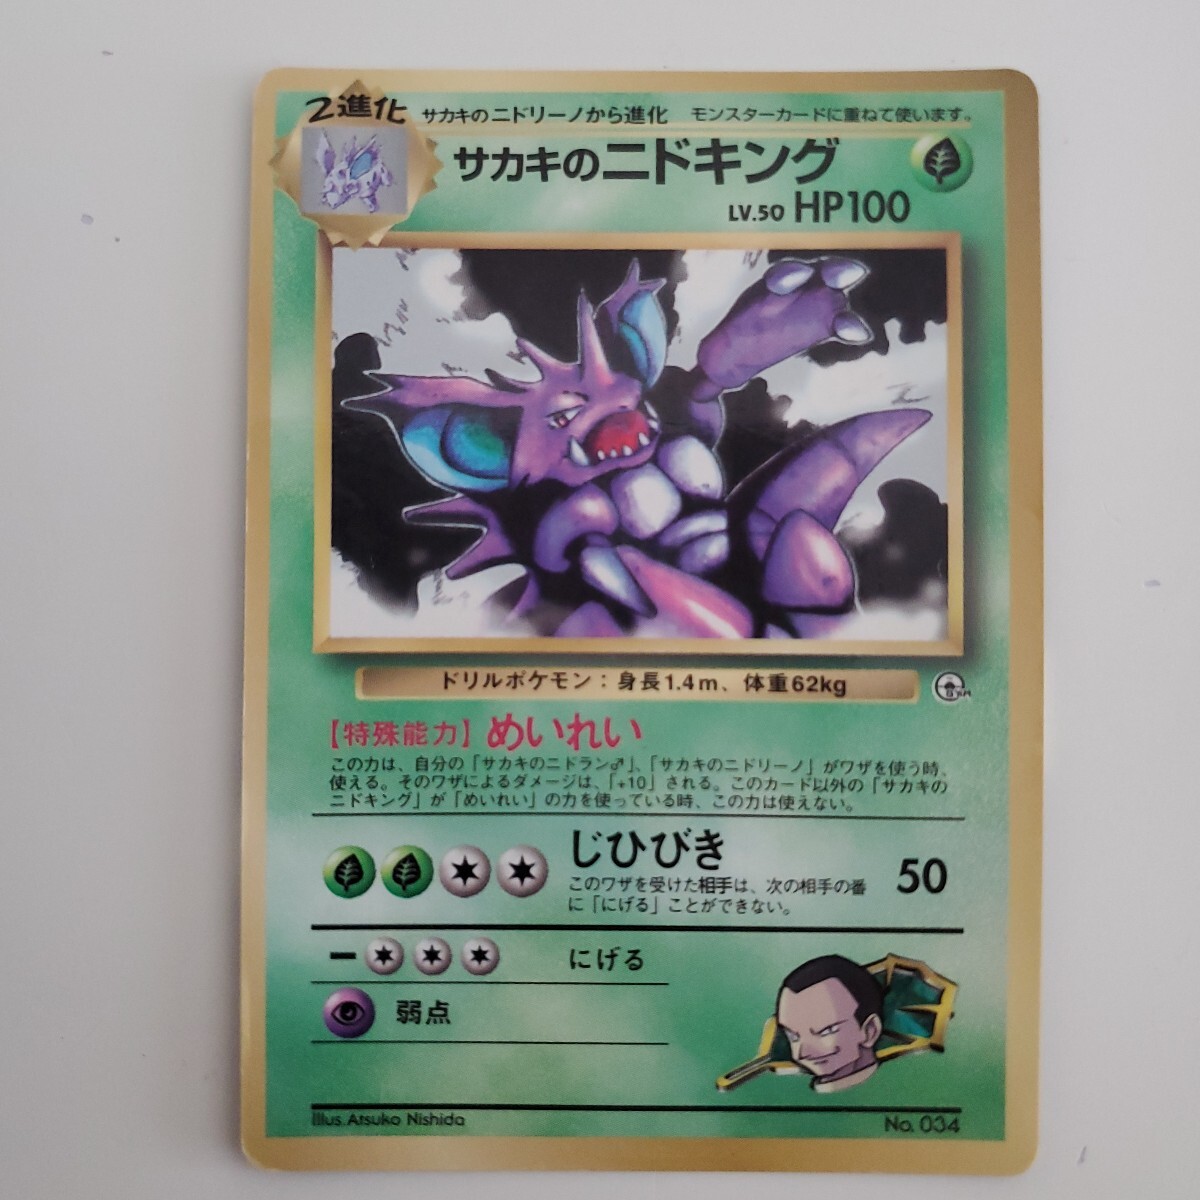 2進化 サカキのニドリーノから進化 モンスターカードに重ねて使います。
サカキのニドキング
LV.50 HP100
ドリルポケモン：身長1.4m、体重62kg
GYM
【特殊能力】めいれい
この力は、自分の「サカキのニドラン♂」、「サカキのニドリーノ」がワザを使う時、
使える。そのワザによるダメージは、「+10」される。このカード以外の「サカキの
ニドキング」が「めいれい」の力を使っている時、この力は使えない。
じひびき 50
このワザを受けた相手は、次の相手の番
に「にげる」ことができない。
にげる
弱点
Illus. Atsuko Nishida
No. 034